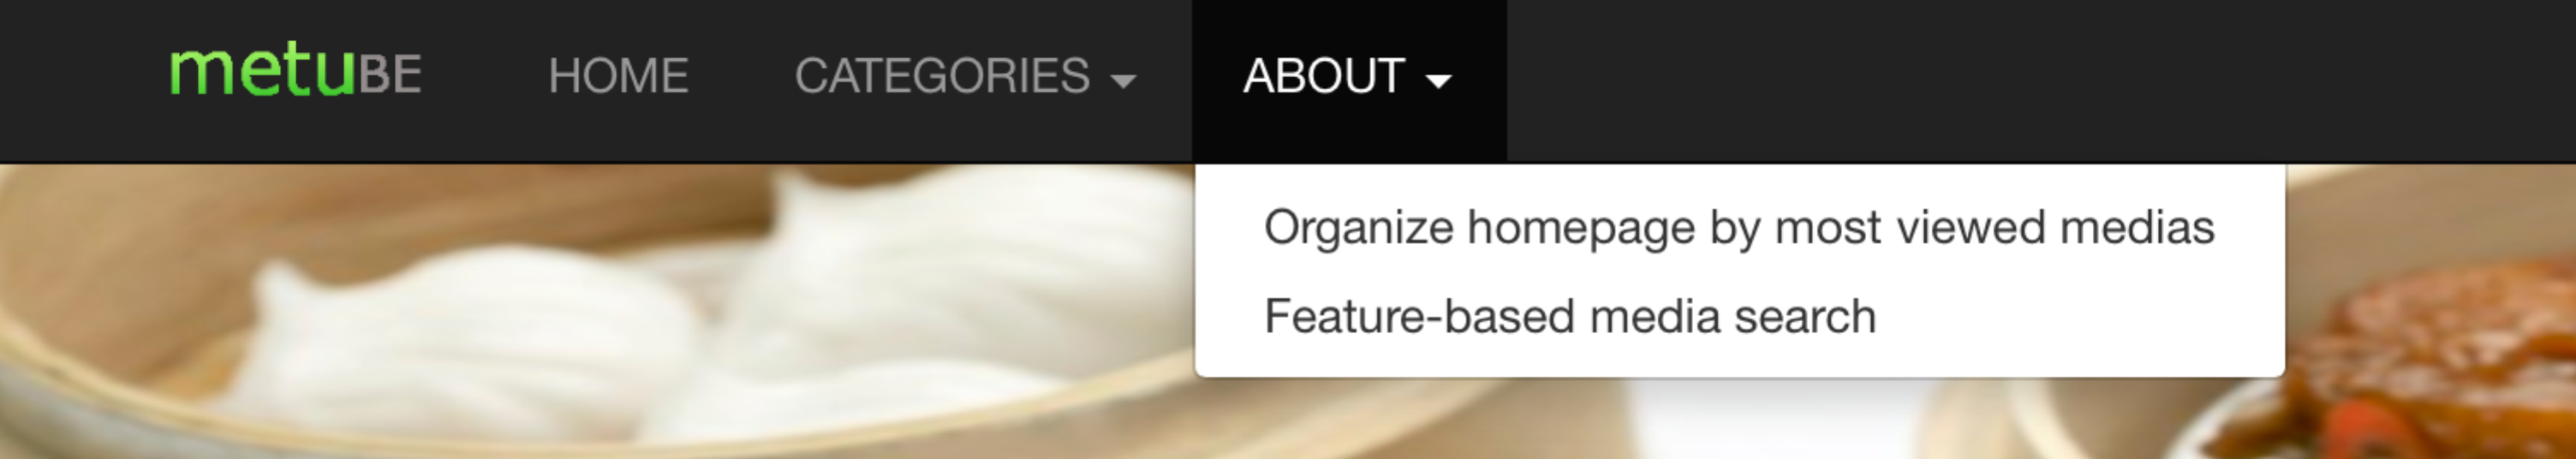 metuBE HOME CATEGORIES ABOUT
Organize homepage by most viewed medias
Feature-based media search